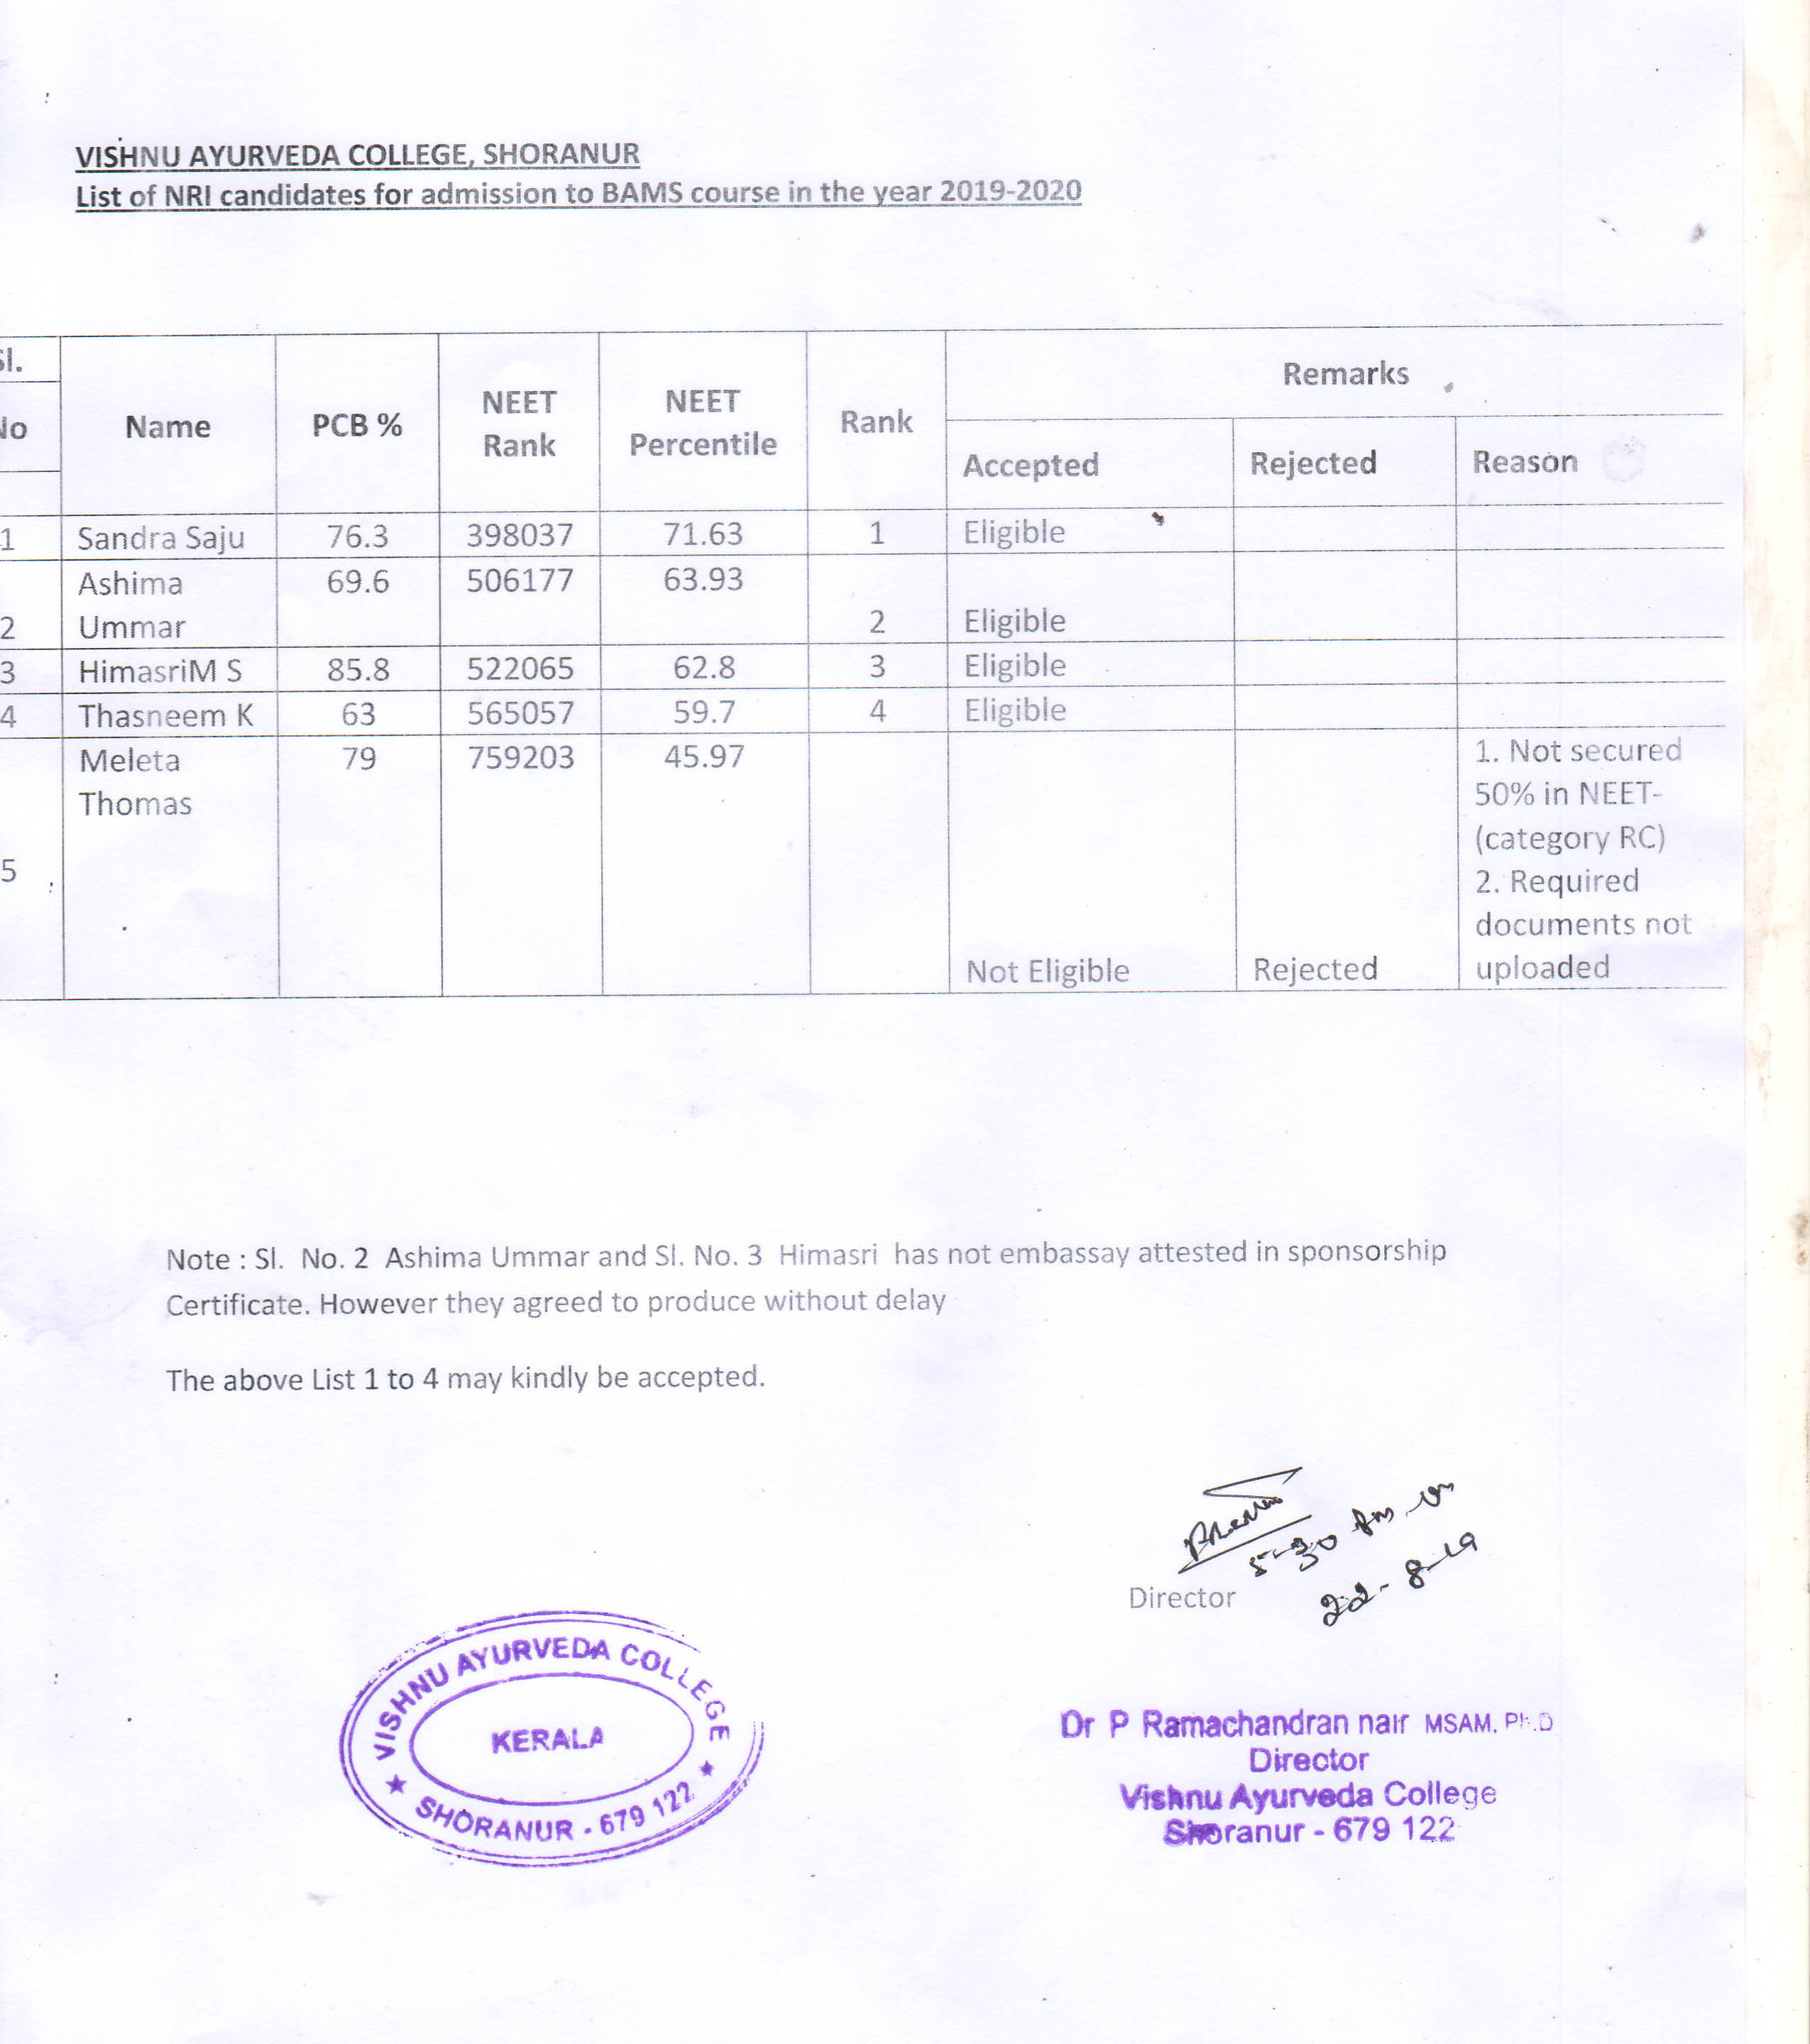 VISHNU AYURVEDA COLLEGE, SHORANUR
List of NRI candidates for admission to BAMS course in the year 2019-2020
Sl.
No
Name
PCB %
NEET
Rank
NEET
Percentile
Rank
Remarks
Accepted
Rejected
Reason
1 Sandra Saju 76.3 398037 71.63 1 Eligible
Ashima 69.6 506177 63.93
2 Ummar 2 Eligible
3 HimasriM S 85.8 522065 62.8 3 Eligible
4 Thasneem K 63 565057 59.7 4 Eligible
Meleta 79 759203 45.97 1. Not secured
Thomas 50% in NEET-
(category RC)
5 2. Required
documents not
Not Eligible Rejected uploaded
Note : Sl. No. 2 Ashima Ummar and Sl. No. 3 Himasri has not embassay attested in sponsorship
Certificate. However they agreed to produce without delay
The above List 1 to 4 may kindly be accepted.
5-30 Pm on
22-8-19
Director
VISHNU AYURVEDA COLLEGE
KERALA
SHORANUR - 679 122
Dr P Ramachandran nair MSAM, Ph.D
Director
Vishnu Ayurveda College
Shoranur - 679 122